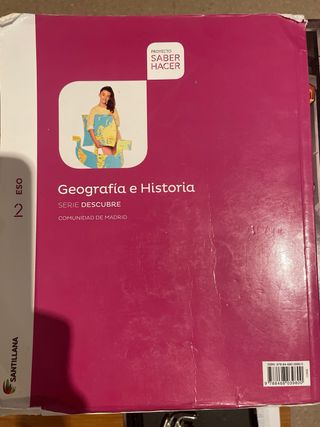 PROYECTO
SABER
HACER
Geografía e Historia
SERIE DESCUBRE
COMUNIDAD DE MADRID
2 ESO
SANTILLANA